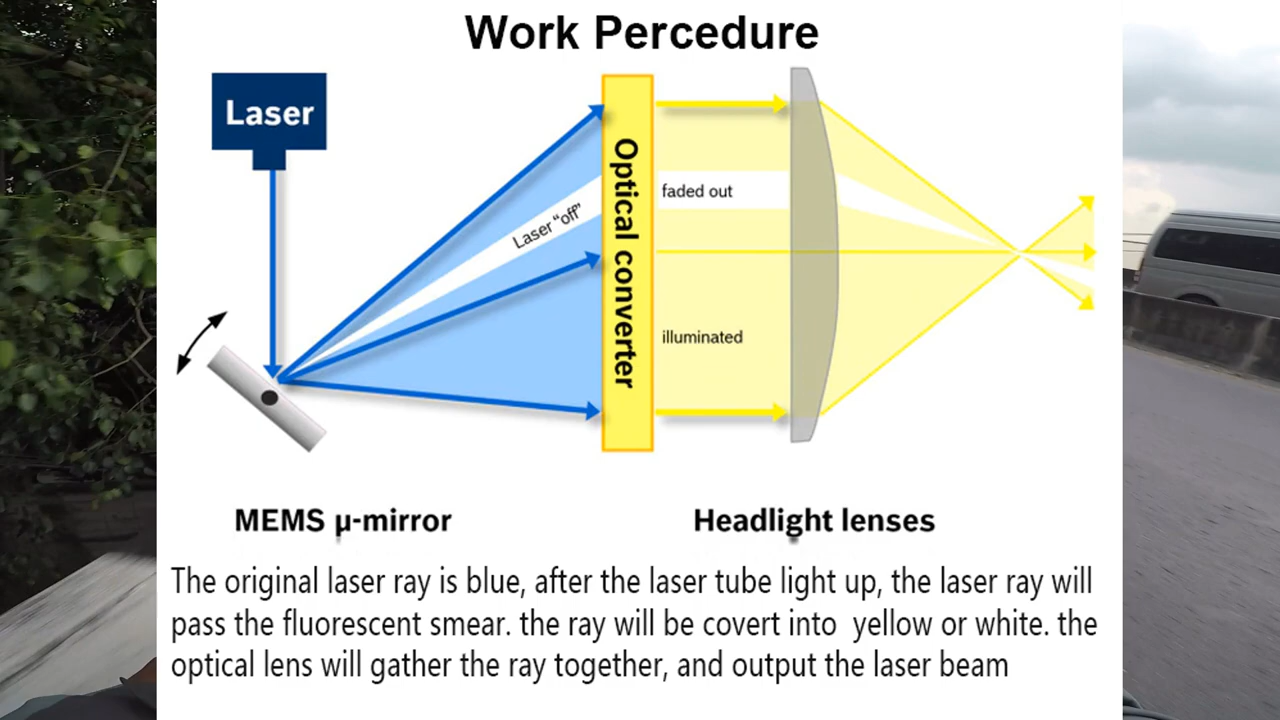 Work Percedure
Laser
Optical converter
Laser "off"
faded out
illuminated
MEMS µ-mirror
Headlight lenses
The original laser ray is blue, after the laser tube light up, the laser ray will
pass the fluorescent smear. the ray will be covert into yellow or white. the
optical lens will gather the ray together, and output the laser beam